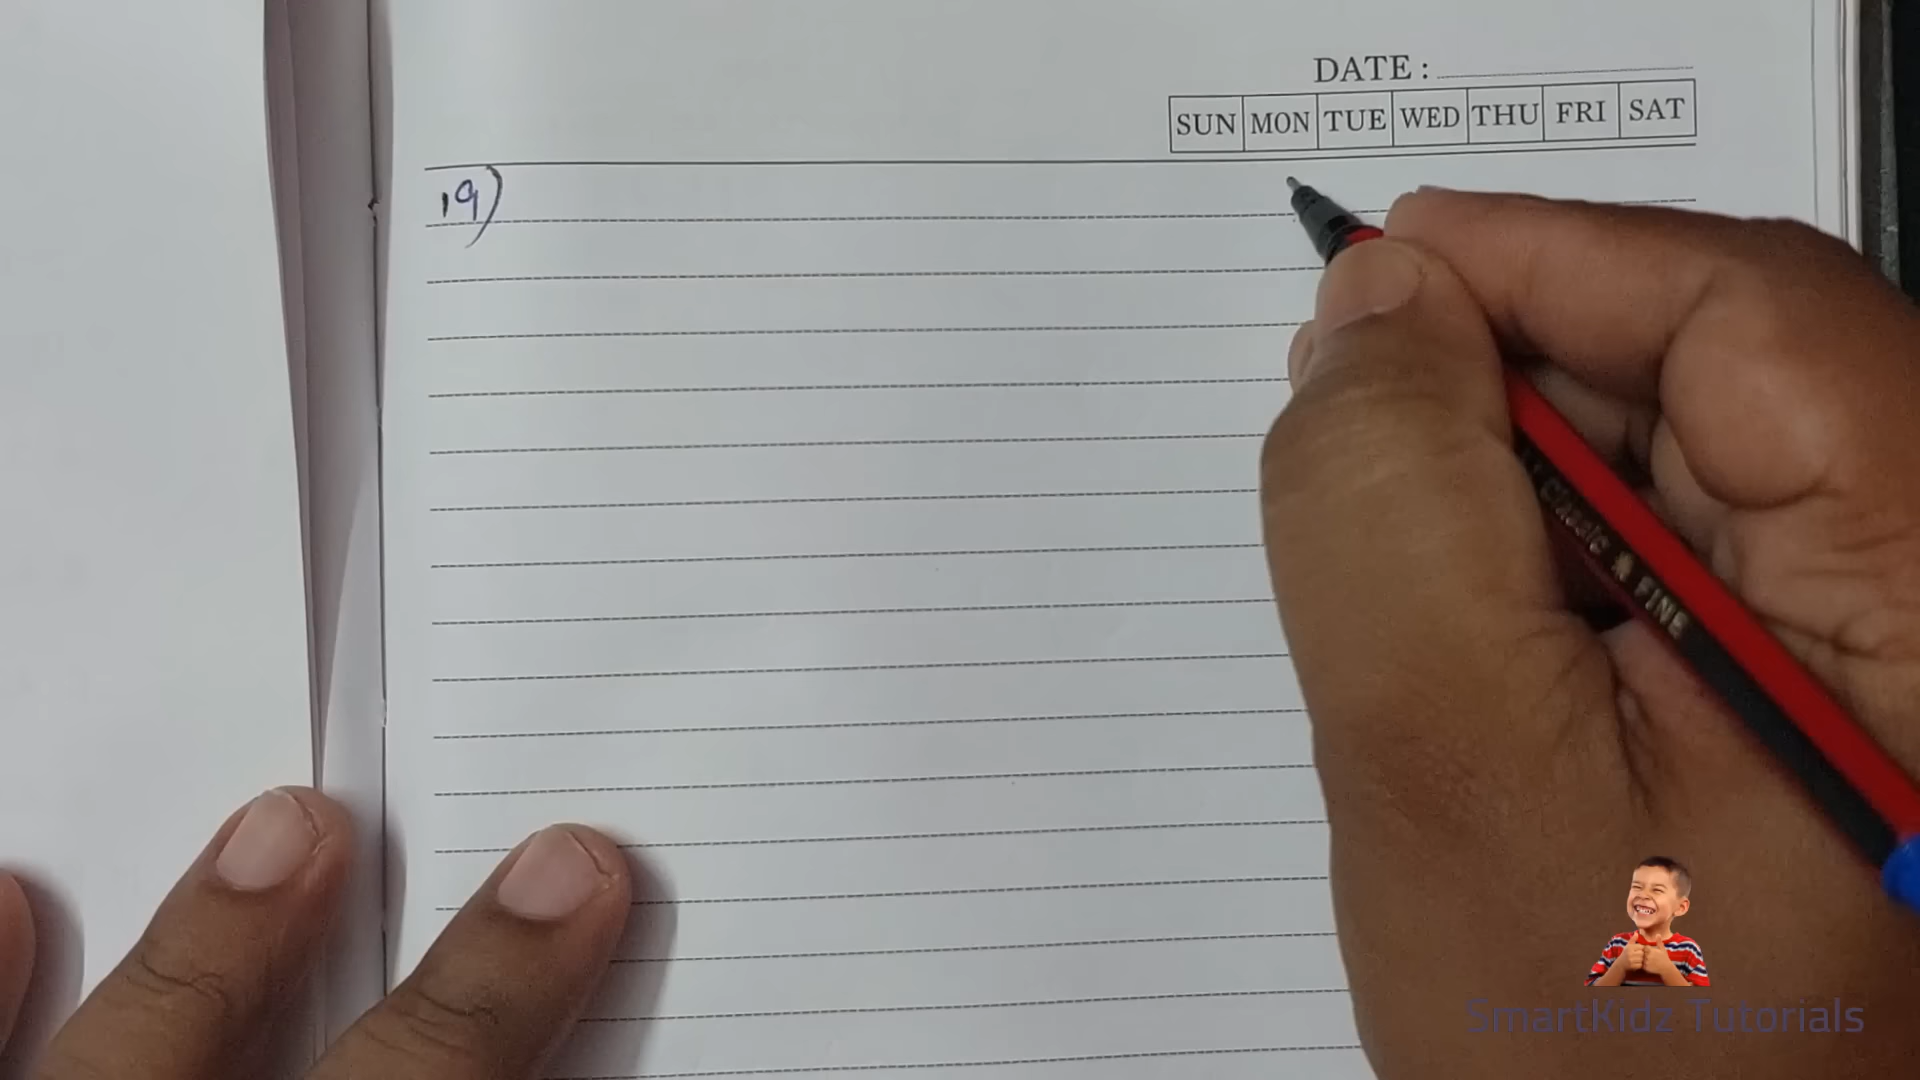 DATE :
SUN MON TUE WED THU FRI SAT
19)
Classic & FINE
SmartKidz Tutorials